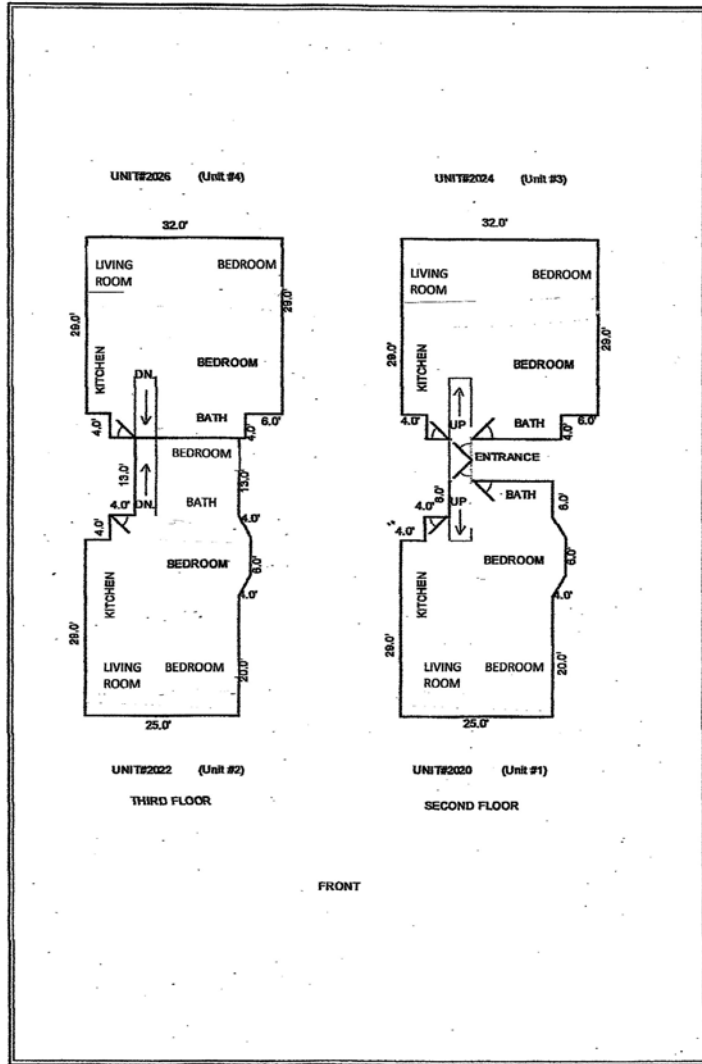 UNIT#2026 (Unit #4)
32.0'
LIVING
ROOM
BEDROOM
29.0'
29.0'
KITCHEN
BEDROOM
DN.
4.0'
BATH
4.0'
6.0'
BEDROOM
13.0'
13.0'
4.0'
DN.
BATH
4.0'
4.0'
BEDROOM
6.0'
KITCHEN
4.0'
29.0'
LIVING
ROOM
BEDROOM
20.0'
25.0'
UNIT#2022 (Unit #2)
THIRD FLOOR
UNIT#2024 (Unit #3)
32.0'
LIVING
ROOM
BEDROOM
29.0'
29.0'
KITCHEN
BEDROOM
4.0'
UP
BATH
4.0'
ENTRANCE
8.0'
4.0'
UP
BATH
6.0'
4.0'
4.0'
BEDROOM
6.0'
KITCHEN
4.0'
29.0'
LIVING
ROOM
BEDROOM
20.0'
25.0'
UNIT#2020 (Unit #1)
SECOND FLOOR
FRONT